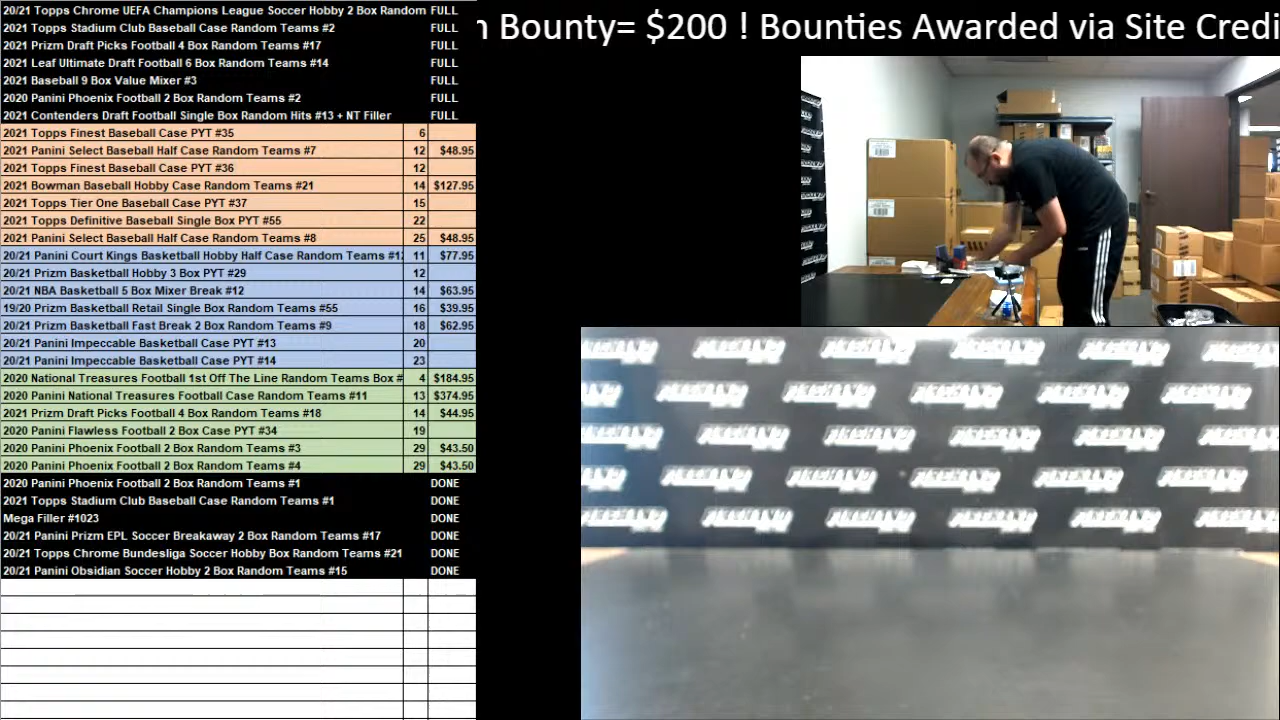 20/21 Topps Chrome UEFA Champions League Soccer Hobby 2 Box Random FULL
2021 Topps Stadium Club Baseball Case Random Teams #2 FULL
2021 Prizm Draft Picks Football 4 Box Random Teams #17 FULL
2021 Leaf Ultimate Draft Football 6 Box Random Teams #14 FULL
2021 Baseball 9 Box Value Mixer #3 FULL
2020 Panini Phoenix Football 2 Box Random Teams #2 FULL
2021 Contenders Draft Football Single Box Random Hits #13 + NT Filler FULL
2021 Topps Finest Baseball Case PYT #35 6
2021 Panini Select Baseball Half Case Random Teams #7 12 $48.95
2021 Topps Finest Baseball Case PYT #36 12
2021 Bowman Baseball Hobby Case Random Teams #21 14 $127.95
2021 Topps Tier One Baseball Case PYT #37 15
2021 Topps Definitive Baseball Single Box PYT #55 22
2021 Panini Select Baseball Half Case Random Teams #8 25 $48.95
20/21 Panini Court Kings Basketball Hobby Half Case Random Teams #1 11 $77.95
20/21 Prizm Basketball Hobby 3 Box PYT #29 12
20/21 NBA Basketball 5 Box Mixer Break #12 14 $63.95
19/20 Prizm Basketball Retail Single Box Random Teams #55 16 $39.95
20/21 Prizm Basketball Fast Break 2 Box Random Teams #9 18 $62.95
20/21 Panini Impeccable Basketball Case PYT #13 20
20/21 Panini Impeccable Basketball Case PYT #14 23
2020 National Treasures Football 1st Off The Line Random Teams Box # 4 $184.95
2020 Panini National Treasures Football Case Random Teams #11 13 $374.95
2021 Prizm Draft Picks Football 4 Box Random Teams #18 14 $44.95
2020 Panini Flawless Football 2 Box Case PYT #34 19
2020 Panini Phoenix Football 2 Box Random Teams #3 29 $43.50
2020 Panini Phoenix Football 2 Box Random Teams #4 29 $43.50
2020 Panini Phoenix Football 2 Box Random Teams #1 DONE
2021 Topps Stadium Club Baseball Case Random Teams #1 DONE
Mega Filler #1023 DONE
20/21 Panini Prizm EPL Soccer Breakaway 2 Box Random Teams #17 DONE
20/21 Topps Chrome Bundesliga Soccer Hobby Box Random Teams #21 DONE
20/21 Panini Obsidian Soccer Hobby 2 Box Random Teams #15 DONE
n Bounty= $200 ! Bounties Awarded via Site Credi